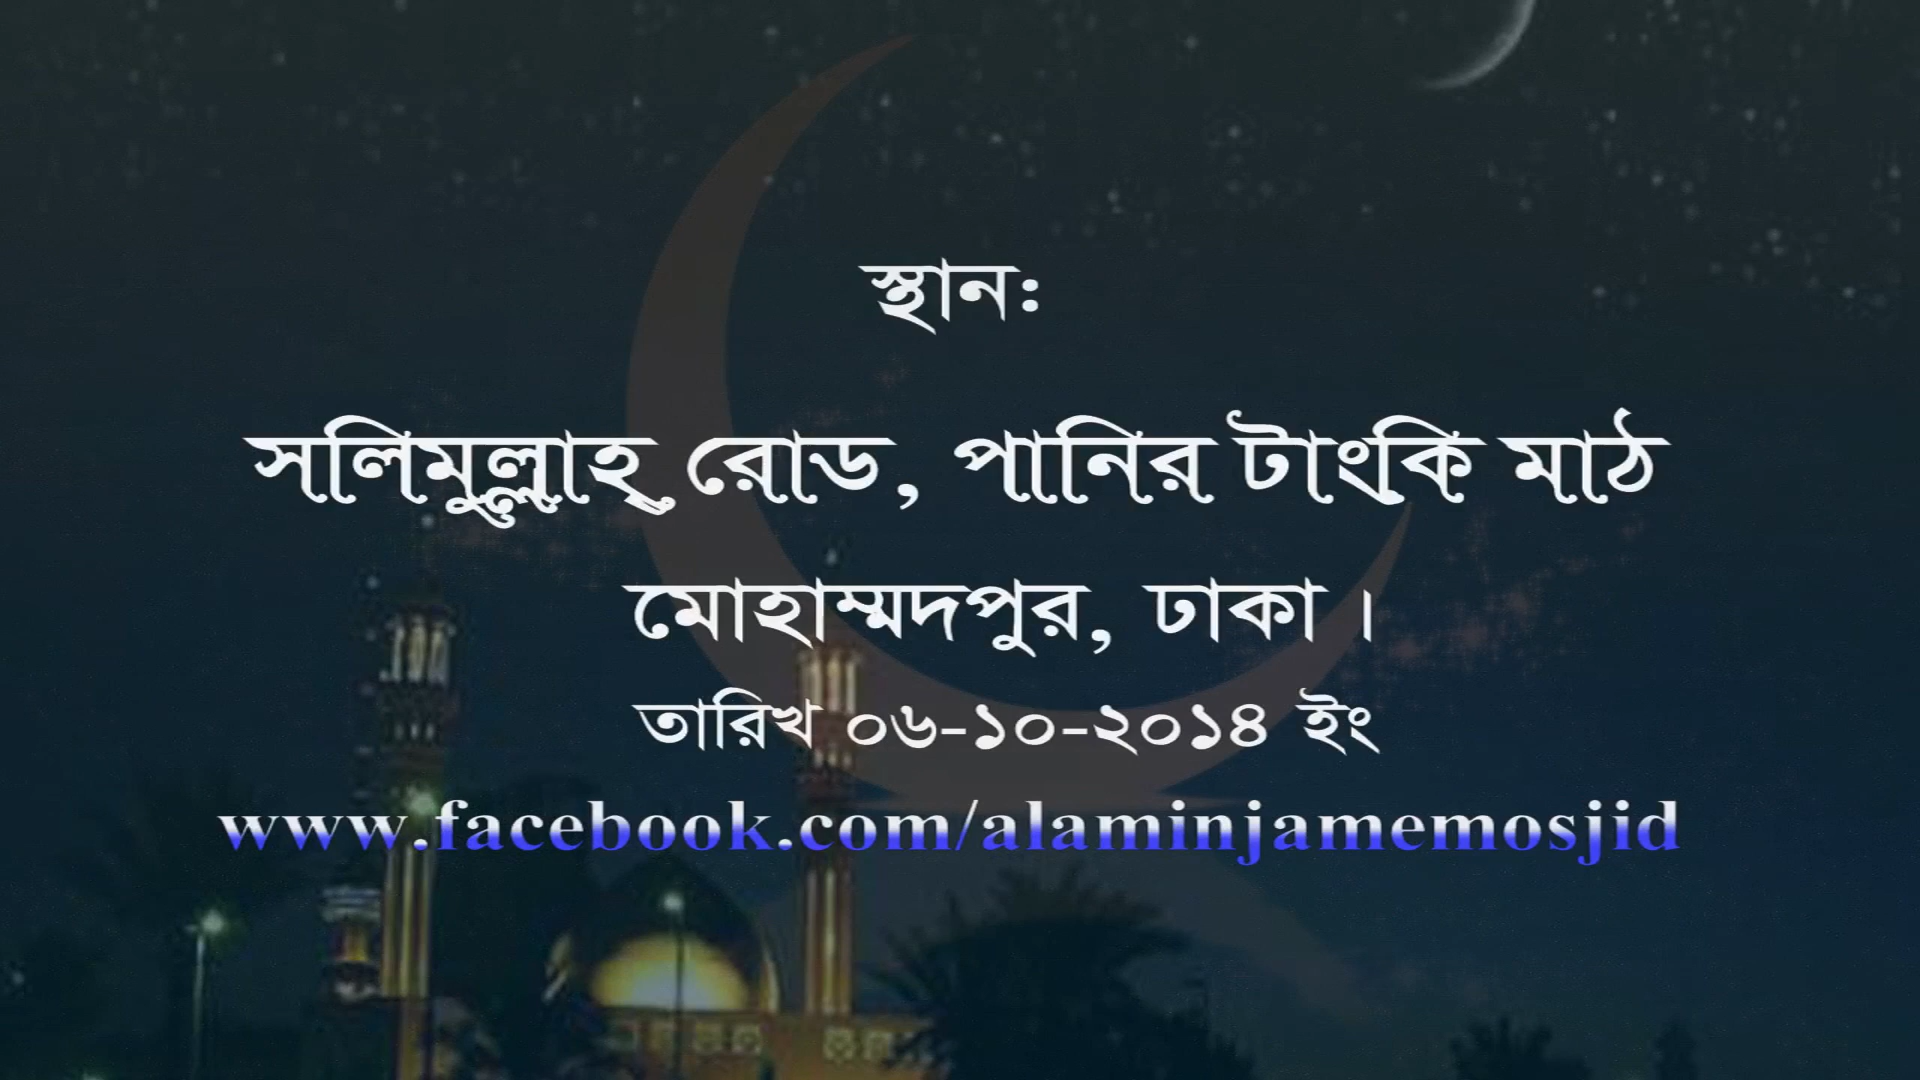 স্থানঃ
সলিমুল্লাহ্ রোড, পানির টাংকি মাঠ
মোহাম্মদপুর, ঢাকা ।
তারিখ ০৬-১০-২০১৪ ইং
www.facebook.com/alaminjamemosjid